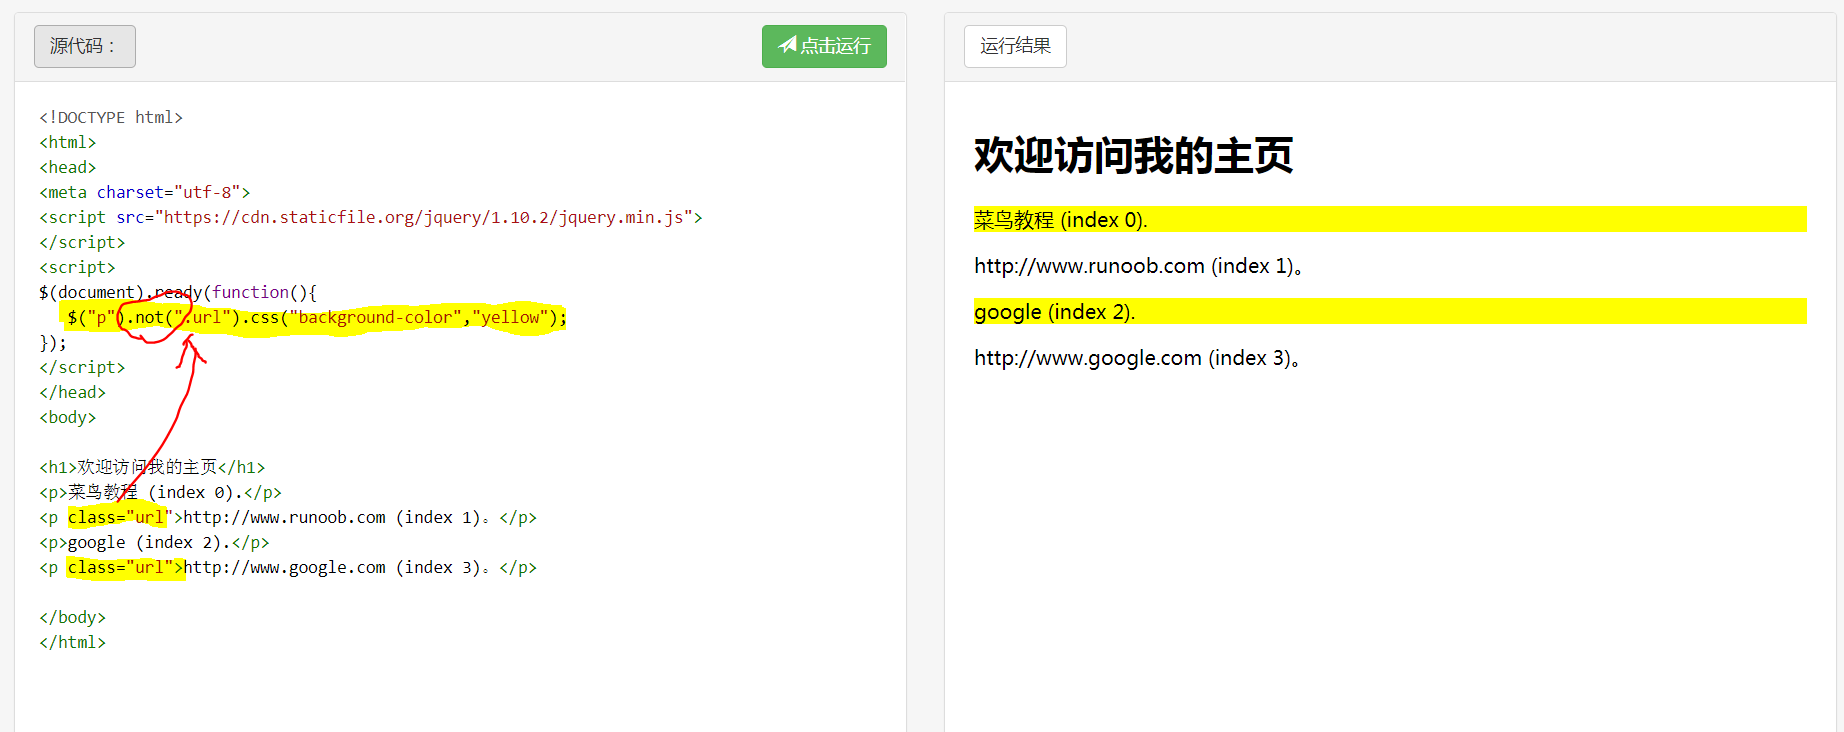 源代码：
点击运行
<!DOCTYPE html>
<html>
<head>
<meta charset="utf-8">
<script src="https://cdn.staticfile.org/jquery/1.10.2/jquery.min.js">
</script>
<script>
$(document).ready(function(){
$("p").not(".url").css("background-color","yellow");
});
</script>
</head>
<body>
<h1>欢迎访问我的主页</h1>
<p>菜鸟教程 (index 0).</p>
<p class="url">http://www.runoob.com (index 1)。</p>
<p>google (index 2).</p>
<p class="url">http://www.google.com (index 3)。</p>
</body>
</html>
运行结果
欢迎访问我的主页
菜鸟教程 (index 0).
http://www.runoob.com (index 1)。
google (index 2).
http://www.google.com (index 3)。